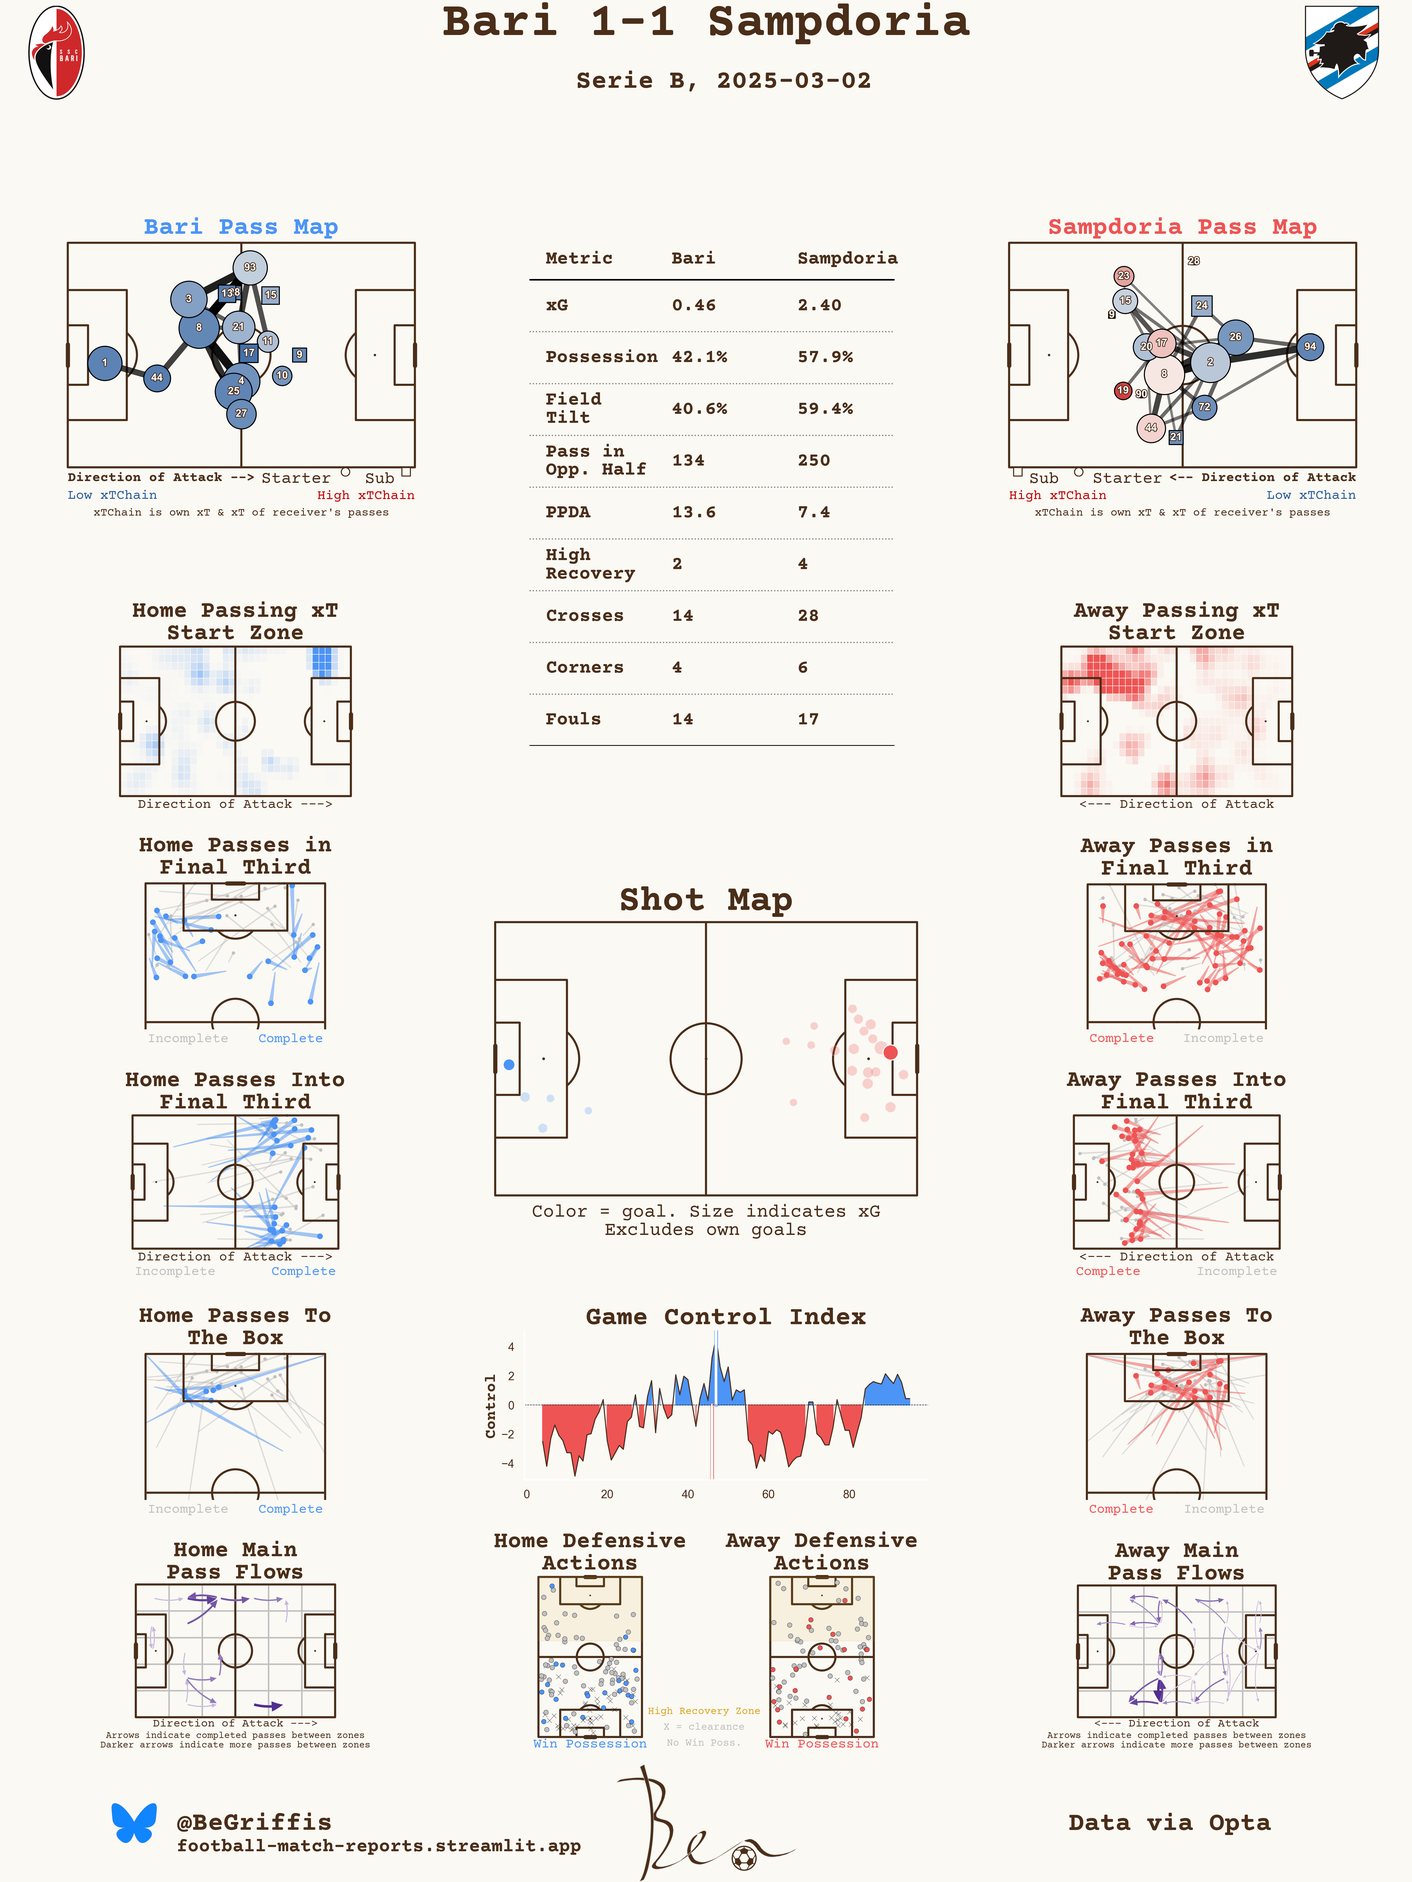 Bari 1-1 Sampdoria
Serie B, 2025-03-02
SSC
BARI
Bari Pass Map
93
13
8
15
3
8
21
11
17
9
1
44
4
10
25
27
Direction of Attack --> Starter Sub
Low xTChain High xTChain
xTChain is own xT & xT of receiver's passes
Metric Bari Sampdoria
xG 0.46 2.40
Possession 42.1% 57.9%
Field
Tilt 40.6% 59.4%
Pass in
Opp. Half 134 250
PPDA 13.6 7.4
High
Recovery 2 4
Crosses 14 28
Corners 4 6
Fouls 14 17
Sampdoria Pass Map
28
23
15
24
9
20
17
26
94
2
8
19
90
72
44
21
Sub Starter <-- Direction of Attack
High xTChain Low xTChain
xTChain is own xT & xT of receiver's passes
Home Passing xT
Start Zone
Direction of Attack --->
Away Passing xT
Start Zone
<--- Direction of Attack
Home Passes in
Final Third
Incomplete Complete
Away Passes in
Final Third
Complete Incomplete
Shot Map
Color = goal. Size indicates xG
Excludes own goals
Home Passes Into
Final Third
Direction of Attack --->
Incomplete Complete
Away Passes Into
Final Third
<--- Direction of Attack
Complete Incomplete
Home Passes To
The Box
Incomplete Complete
Game Control Index
Control
4
2
0
−2
−4
0 20 40 60 80
Away Passes To
The Box
Complete Incomplete
Home Main
Pass Flows
Direction of Attack --->
Arrows indicate completed passes between zones
Darker arrows indicate more passes between zones
Home Defensive
Actions
Win Possession
High Recovery Zone
X = clearance
No Win Poss.
Away Defensive
Actions
Win Possession
Away Main
Pass Flows
<--- Direction of Attack
Arrows indicate completed passes between zones
Darker arrows indicate more passes between zones
@BeGriffis
football-match-reports.streamlit.app
Ben
Data via Opta